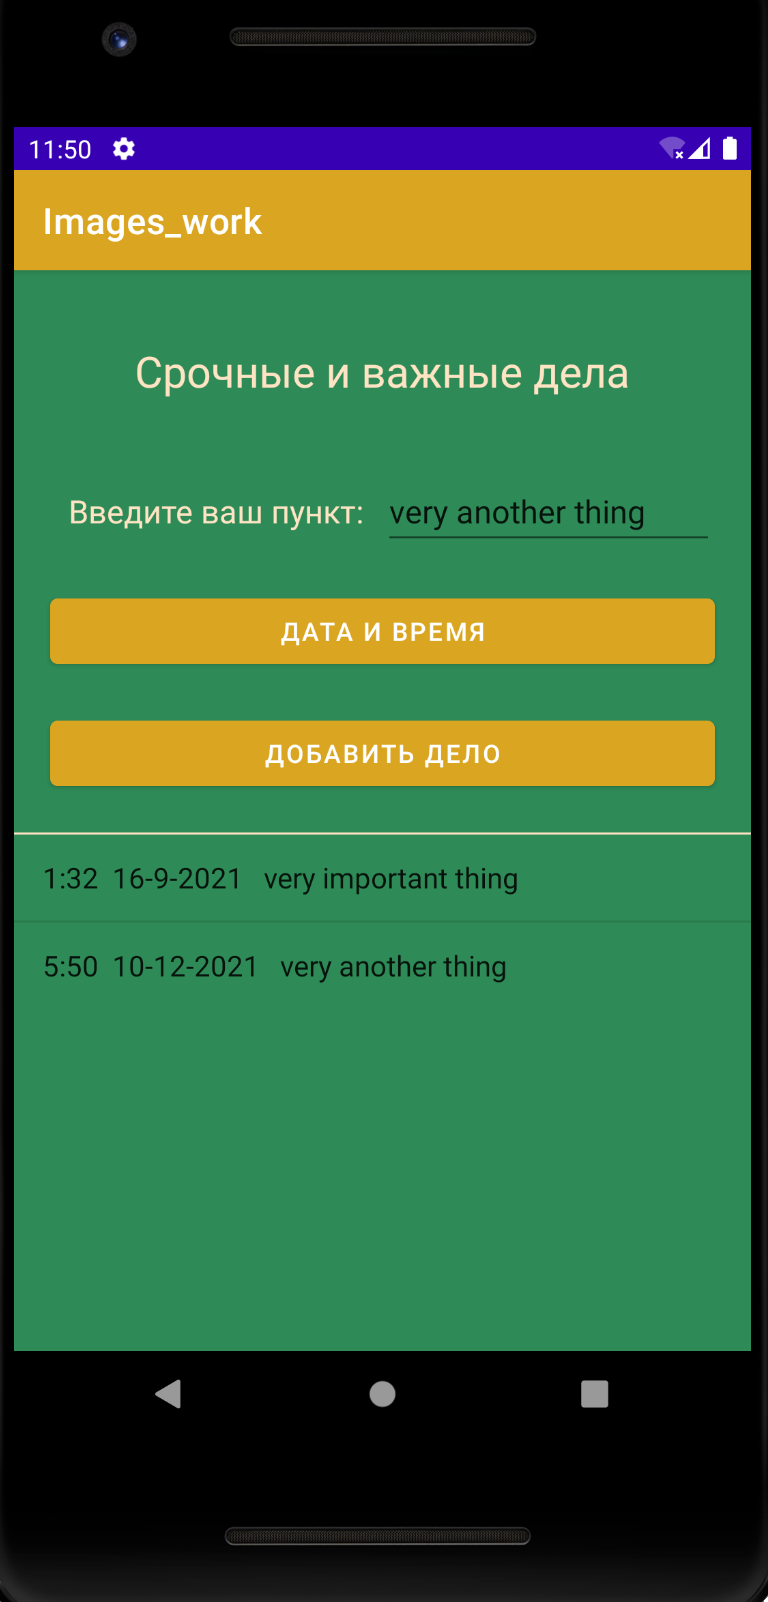 11:50
Images_work
Срочные и важные дела
Введите ваш пункт: very another thing
ДАТА И ВРЕМЯ
ДОБАВИТЬ ДЕЛО
1:32 16-9-2021 very important thing
5:50 10-12-2021 very another thing